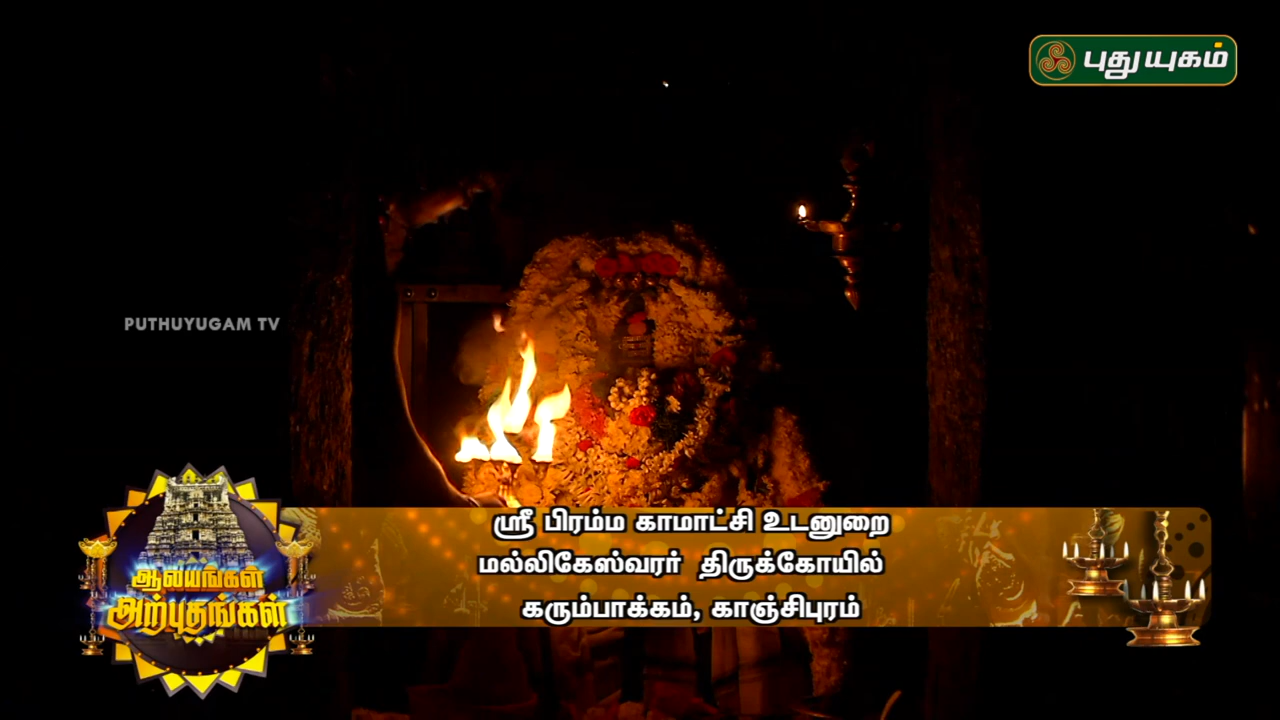 புதுயுகம்
PUTHUYUGAM TV
ஸ்ரீ பிரம்ம காமாட்சி உடனுறை
மல்லிகேஸ்வரர் திருக்கோயில்
கரும்பாக்கம், காஞ்சிபுரம்
ஆலயங்கள்
அற்புதங்கள்